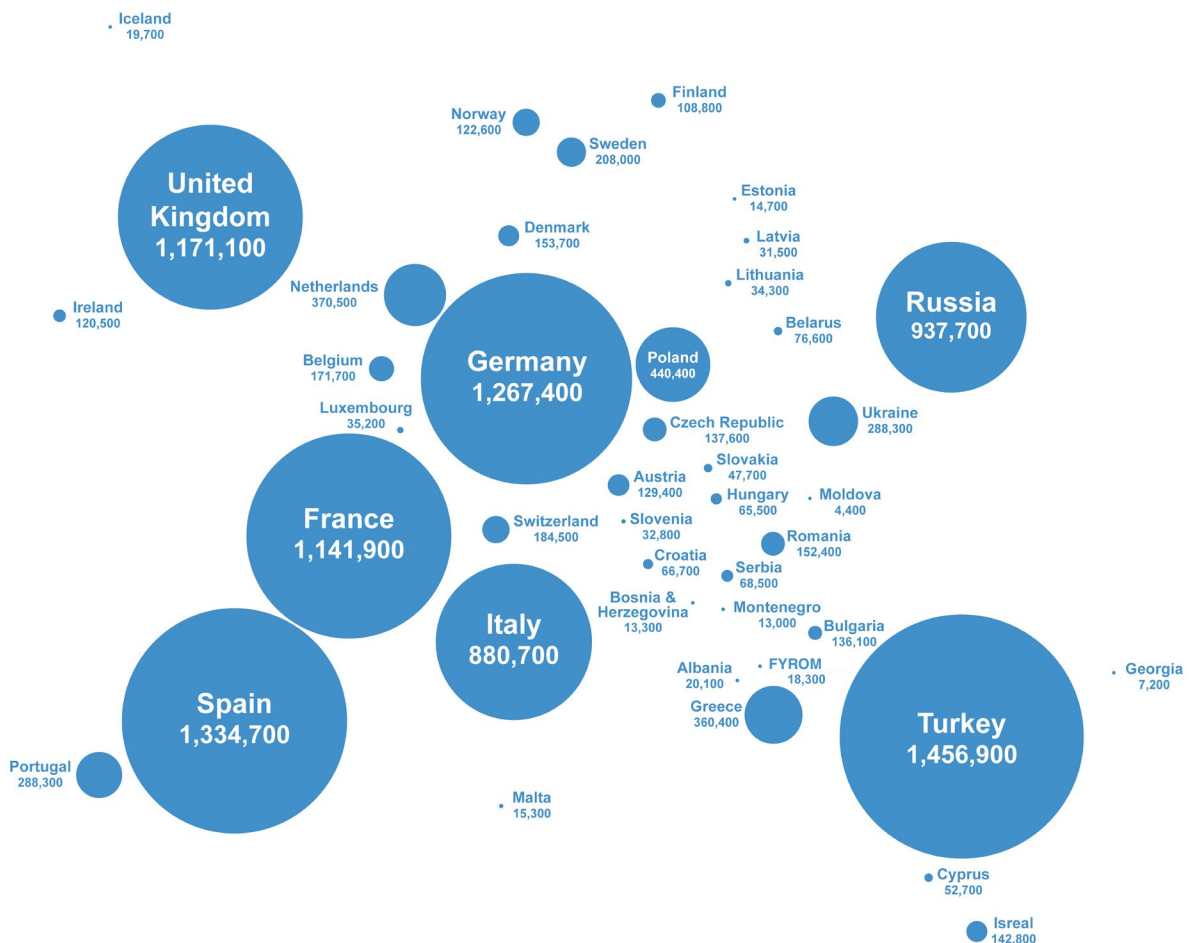 Iceland
19,700
Finland
108,800
Norway
122,600
Sweden
208,000
United
Kingdom
1,171,100
Estonia
14,700
Denmark
153,700
Latvia
31,500
Lithuania
34,300
Netherlands
370,500
Russia
937,700
Ireland
120,500
Belarus
76,600
Belgium
171,700
Germany
1,267,400
Poland
440,400
Luxembourg
35,200
Ukraine
288,300
Czech Republic
137,600
Slovakia
47,700
Austria
129,400
Hungary
65,500
Moldova
4,400
France
1,141,900
Switzerland
184,500
Slovenia
32,800
Romania
152,400
Croatia
66,700
Serbia
68,500
Bosnia &
Herzegovina
13,300
Montenegro
13,000
Italy
880,700
Bulgaria
136,100
Albania
20,100
FYROM
18,300
Georgia
7,200
Greece
360,400
Spain
1,334,700
Turkey
1,456,900
Portugal
288,300
Malta
15,300
Cyprus
52,700
Isreal
142,800